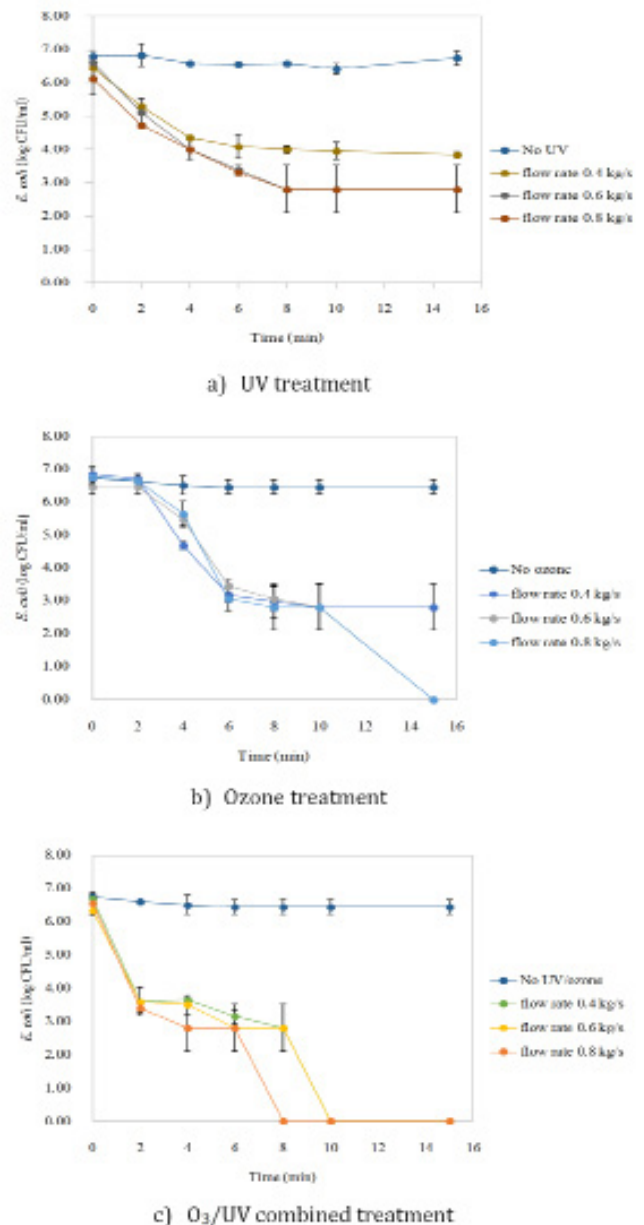 8.00
7.00
6.00
5.00
4.00
3.00
2.00
1.00
0.00
E. coli (log CFU/ml)
0 2 4 6 8 10 12 14 16
Time (min)
No UV
flow rate 0.4 kg/s
flow rate 0.6 kg/s
flow rate 0.8 kg/s
a) UV treatment
8.00
7.00
6.00
5.00
4.00
3.00
2.00
1.00
0.00
E. coli (log CFU/ml)
0 2 4 6 8 10 12 14 16
Time (min)
No ozone
flow rate 0.4 kg/s
flow rate 0.6 kg/s
flow rate 0.8 kg/s
b) Ozone treatment
8.00
7.00
6.00
5.00
4.00
3.00
2.00
1.00
0.00
E. coli (log CFU/ml)
0 2 4 6 8 10 12 14 16
Time (min)
No UV/ozone
flow rate 0.4 kg/s
flow rate 0.6 kg/s
flow rate 0.8 kg/s
c) O₃/UV combined treatment